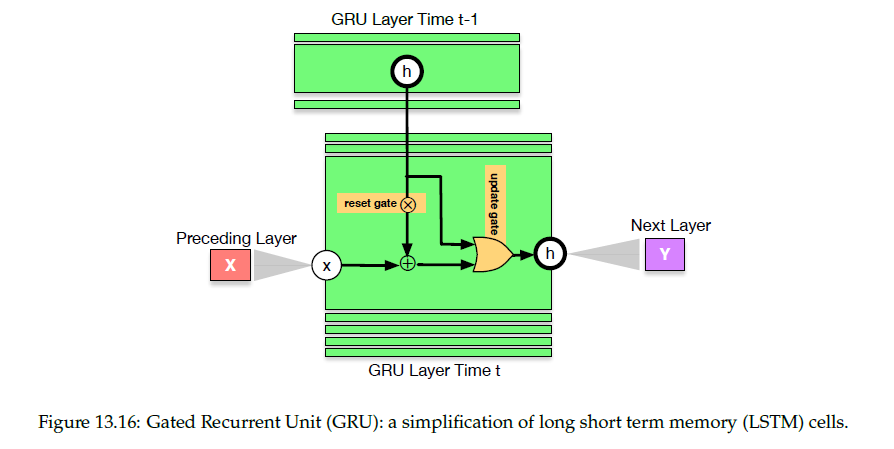 GRU Layer Time t-1
h
update gate
reset gate
Preceding Layer
Next Layer
X
x
h
Y
GRU Layer Time t
Figure 13.16: Gated Recurrent Unit (GRU): a simplification of long short term memory (LSTM) cells.